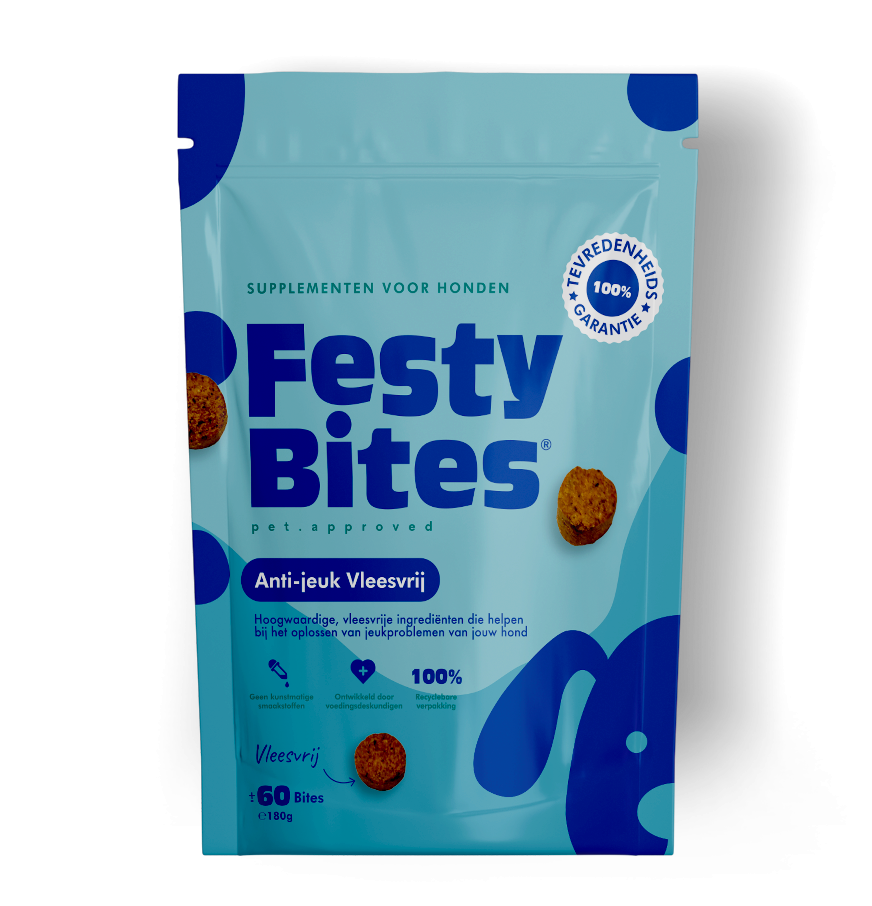 SUPPLEMENTEN VOOR HONDEN
TEVREDENHEIDS
100%
GARANTIE
Festy
Bites®
pet.approved
Anti-jeuk Vleesvrij
Hoogwaardige, vleesvrije ingrediënten die helpen
bij het oplossen van jeukproblemen van jouw hond
100%
Geen kunstmatige
smaakstoffen
Ontwikkeld door
voedingsdeskundigen
Recyclebare
verpakking
Vleesvrij
±60 Bites
℮180g